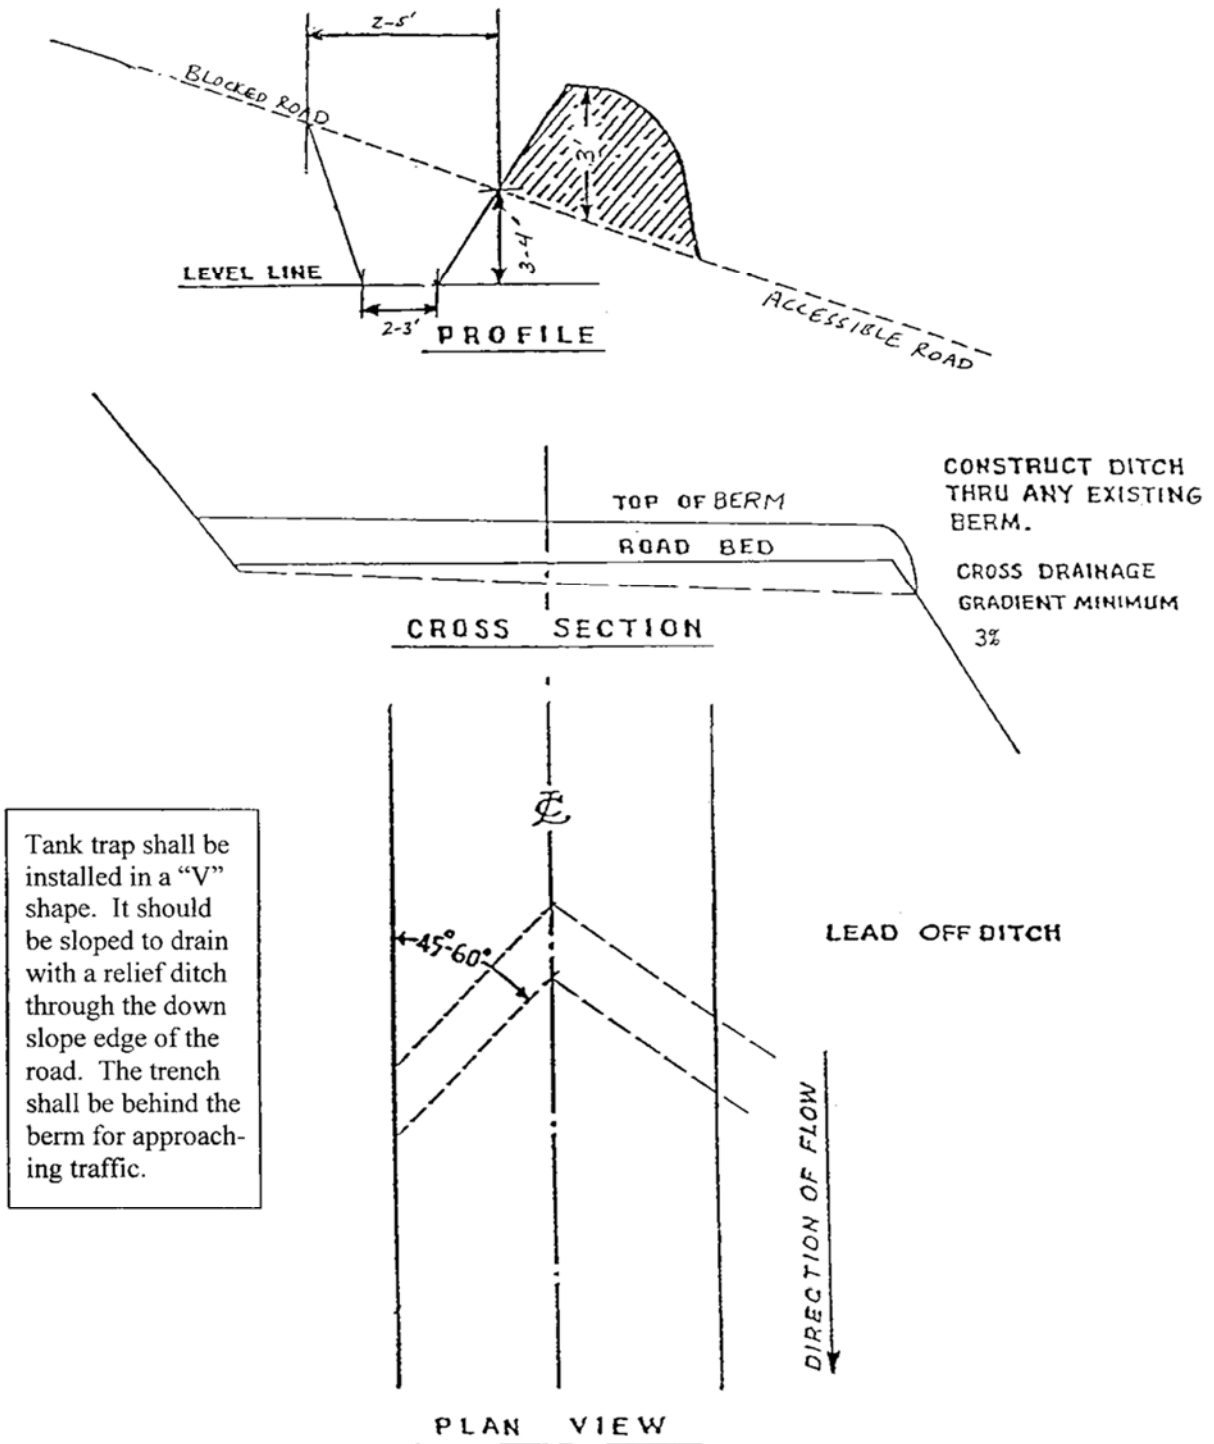 2-5'
BLOCKED ROAD
3'
3-4'
LEVEL LINE
2-3'
PROFILE
ACCESSIBLE ROAD
CONSTRUCT DITCH
THRU ANY EXISTING
BERM.
TOP OF BERM
ROAD BED
CROSS DRAINAGE
GRADIENT MINIMUM
3%
CROSS SECTION
CL
Tank trap shall be
installed in a “V”
shape. It should
be sloped to drain
with a relief ditch
through the down
slope edge of the
road. The trench
shall be behind the
berm for approach-
ing traffic.
45°-60°
LEAD OFF DITCH
DIRECTION OF FLOW
PLAN VIEW